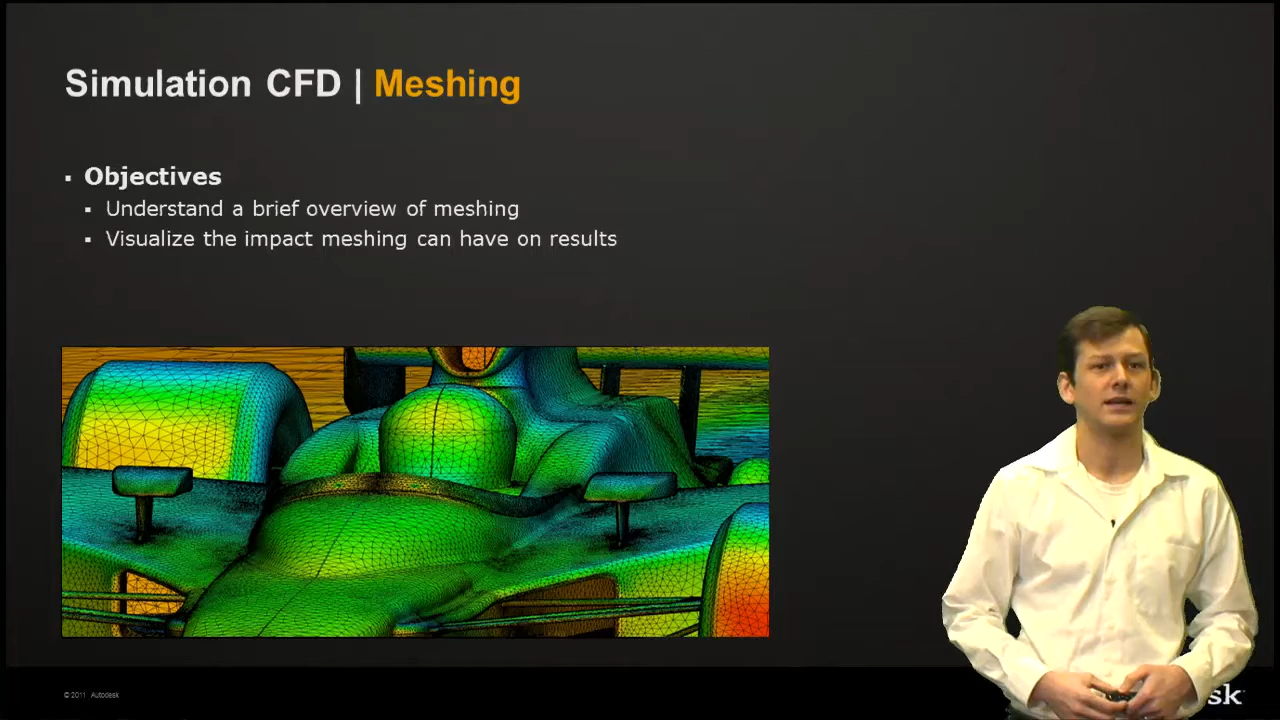 Simulation CFD | Meshing
▪ Objectives
▪ Understand a brief overview of meshing
▪ Visualize the impact meshing can have on results
© 2011 Autodesk
sk